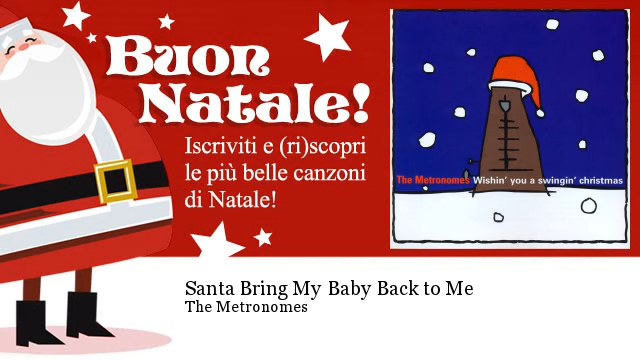 Buon
Natale!
Iscriviti e (ri)scopri
le più belle canzoni
di Natale!
The Metronomes Wishin' you a swingin' christmas
Santa Bring My Baby Back to Me
The Metronomes